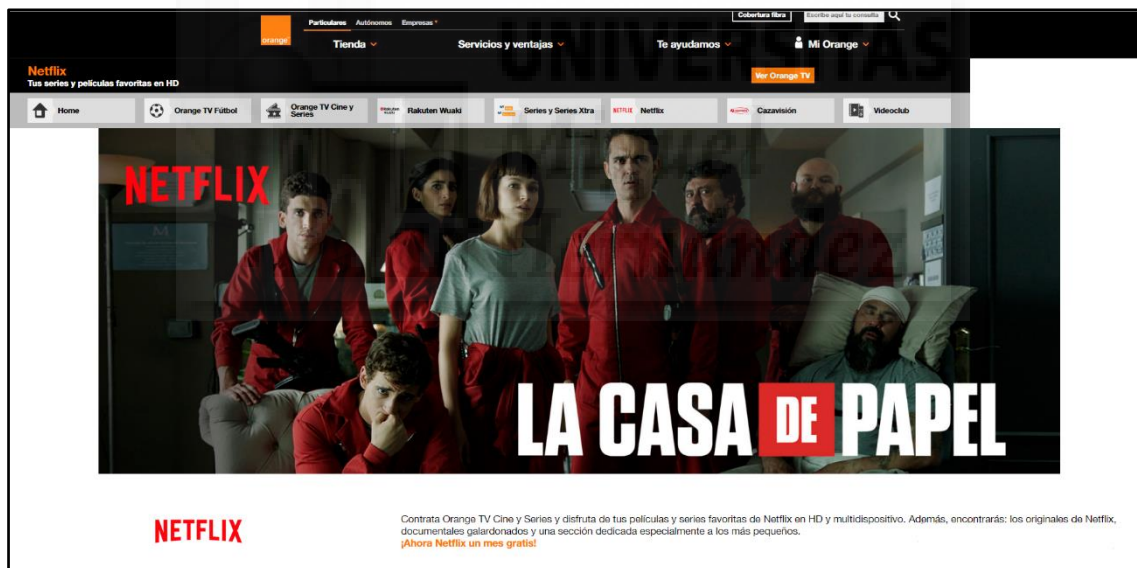 Particulares Autónomos Empresas
Cobertura fibra
Escribe aquí tu consulta
orange
Tienda
Servicios y ventajas
Te ayudamos
Mi Orange
UNIVERSITAS
Netflix
Tus series y películas favoritas en HD
Ver Orange TV
Home
Orange TV Fútbol
Orange TV Cine y
Series
Rakuten Wuaki
Series y Series Xtra
NETFLIX
Netflix
Cazavisión
Videoclub
Miguel
Hernández
NETFLIX
LA CASA DE PAPEL
NETFLIX
Contrata Orange TV Cine y Series y disfruta de tus películas y series favoritas de Netflix en HD y multidispositivo. Además, encontrarás: los originales de Netflix,
documentales galardonados y una sección dedicada especialmente a los más pequeños.
¡Ahora Netflix un mes gratis!